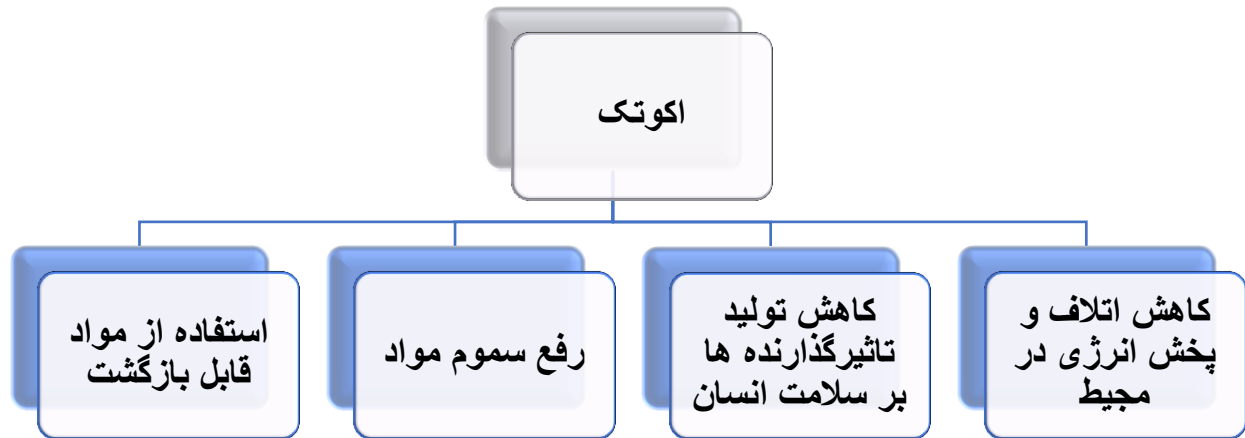 اکوتک
کاهش اتلاف و
پخش انرژی در
محیط
کاهش تولید
تاثیرگذارنده ها
بر سلامت انسان
رفع سموم مواد
استفاده از مواد
قابل بازگشت